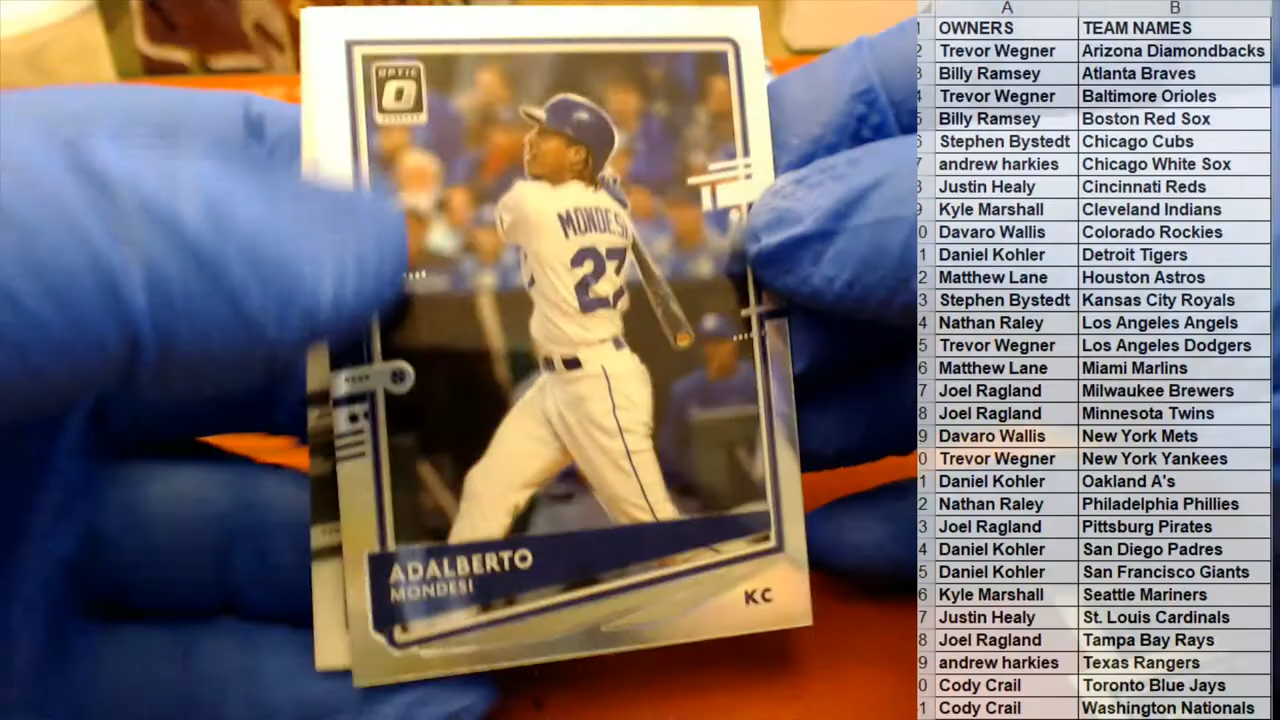 OPTIC
MONDESI
27
ADALBERTO
MONDESI
KC
A B
OWNERS TEAM NAMES
Trevor Wegner Arizona Diamondbacks
Billy Ramsey Atlanta Braves
Trevor Wegner Baltimore Orioles
Billy Ramsey Boston Red Sox
Stephen Bystedt Chicago Cubs
andrew harkies Chicago White Sox
Justin Healy Cincinnati Reds
Kyle Marshall Cleveland Indians
Davaro Wallis Colorado Rockies
Daniel Kohler Detroit Tigers
Matthew Lane Houston Astros
Stephen Bystedt Kansas City Royals
Nathan Raley Los Angeles Angels
Trevor Wegner Los Angeles Dodgers
Matthew Lane Miami Marlins
Joel Ragland Milwaukee Brewers
Joel Ragland Minnesota Twins
Davaro Wallis New York Mets
Trevor Wegner New York Yankees
Daniel Kohler Oakland A's
Nathan Raley Philadelphia Phillies
Joel Ragland Pittsburg Pirates
Daniel Kohler San Diego Padres
Daniel Kohler San Francisco Giants
Kyle Marshall Seattle Mariners
Justin Healy St. Louis Cardinals
Joel Ragland Tampa Bay Rays
andrew harkies Texas Rangers
Cody Crail Toronto Blue Jays
Cody Crail Washington Nationals